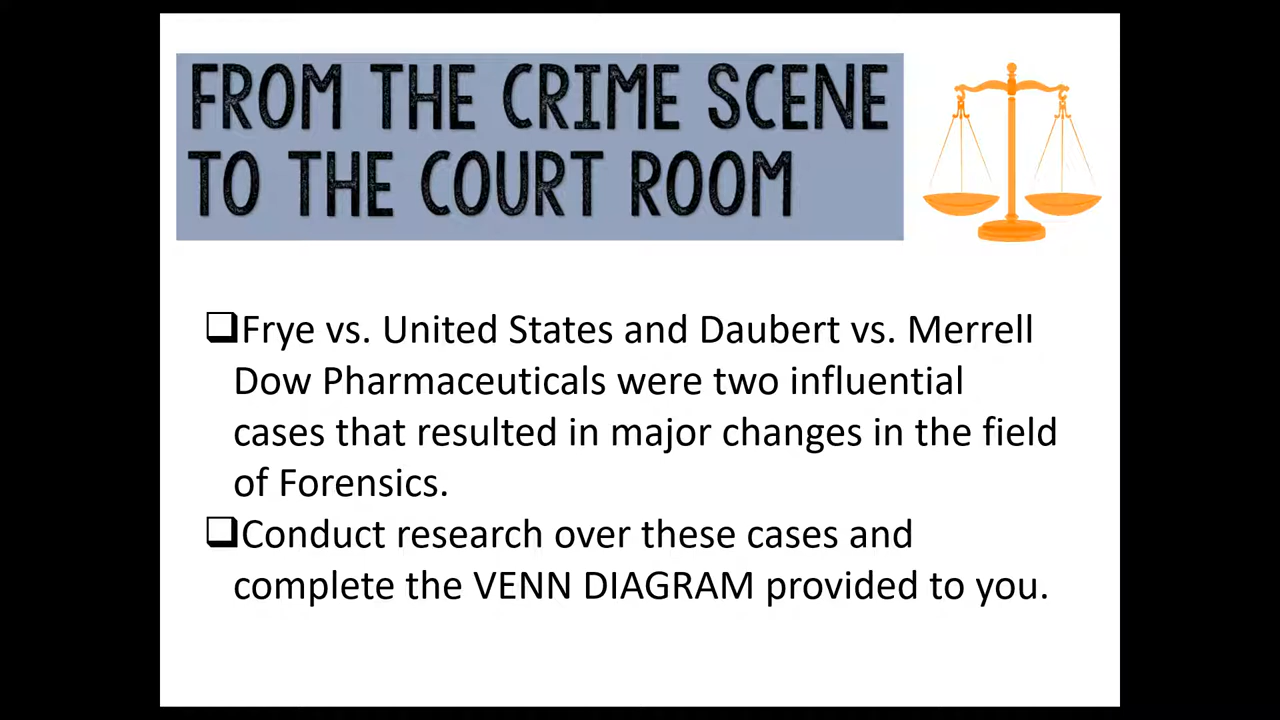 FROM THE CRIME SCENE
TO THE COURT ROOM
❑Frye vs. United States and Daubert vs. Merrell
Dow Pharmaceuticals were two influential
cases that resulted in major changes in the field
of Forensics.
❑Conduct research over these cases and
complete the VENN DIAGRAM provided to you.